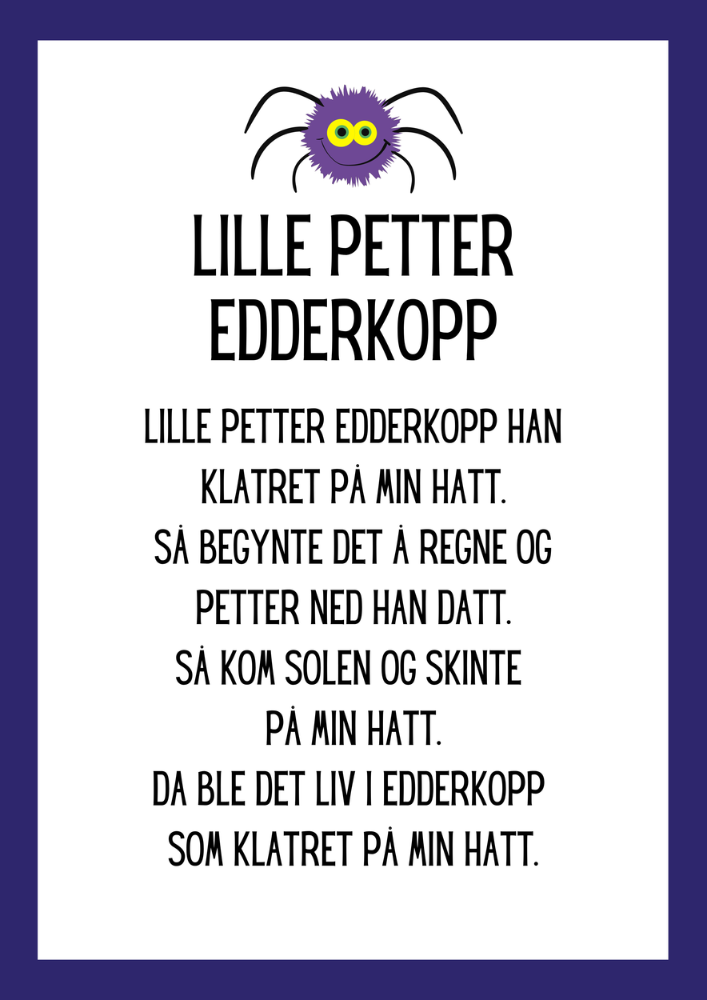 LILLE PETTER
EDDERKOPP
LILLE PETTER EDDERKOPP HAN
KLATRET PÅ MIN HATT.
SÅ BEGYNTE DET Å REGNE OG
PETTER NED HAN DATT.
SÅ KOM SOLEN OG SKINTE
PÅ MIN HATT.
DA BLE DET LIV I EDDERKOPP
SOM KLATRET PÅ MIN HATT.